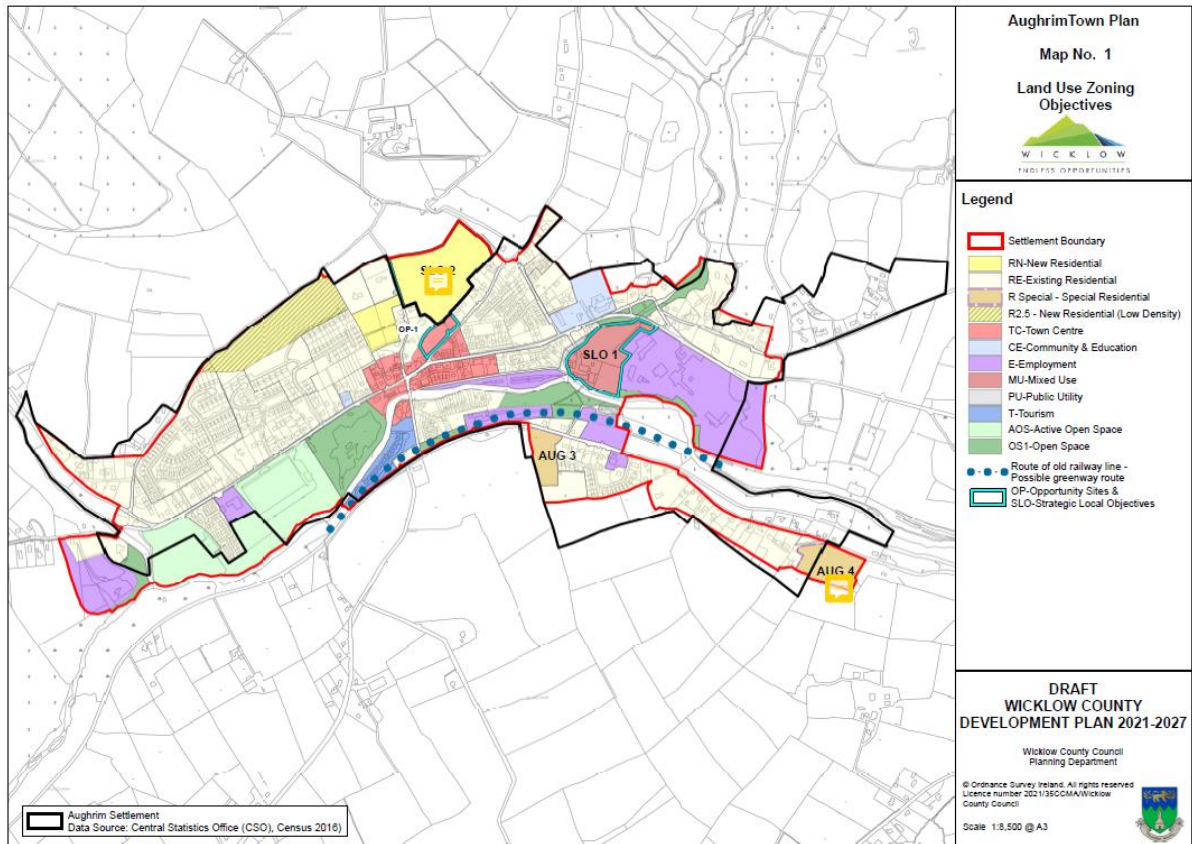 AughrimTown Plan
Map No. 1
Land Use Zoning
Objectives
WICKLOW
ENDLESS OPPORTUNITIES
Legend
Settlement Boundary
RN-New Residential
RE-Existing Residential
R Special - Special Residential
R2.5 - New Residential (Low Density)
TC-Town Centre
CE-Community & Education
E-Employment
MU-Mixed Use
PU-Public Utility
T-Tourism
AOS-Active Open Space
OS1-Open Space
Route of old railway line -
Possible greenway route
OP-Opportunity Sites &
SLO-Strategic Local Objectives
OP-1
SLO 1
AUG 3
AUG 4
DRAFT
WICKLOW COUNTY
DEVELOPMENT PLAN 2021-2027
Wicklow County Council
Planning Department
© Ordnance Survey Ireland. All rights reserved
Licence number 2021/35CCMA/Wicklow
County Council
Scale 1:8,500 @ A3
Aughrim Settlement
Data Source: Central Statistics Office (CSO), Census 2016)